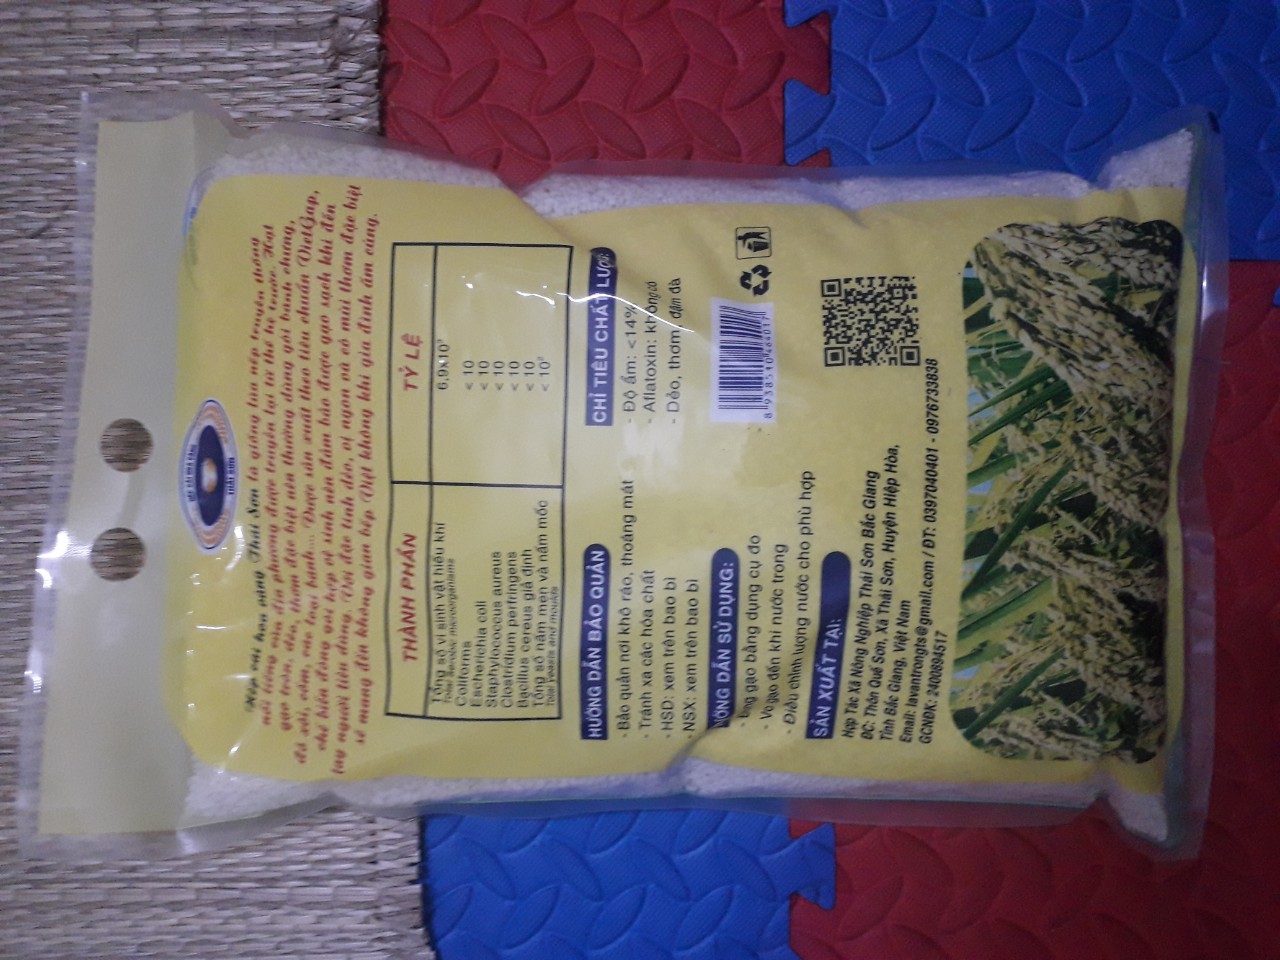 Nếp cái hoa vàng Thái Sơn là giống lúa nếp truyền thống
nổi tiếng của địa phương được truyền lại từ thế hệ trước. Hạt
gạo tròn, dẻo, thơm đặc biệt nên thường dùng gói bánh chưng,
đồ xôi, cốm, các loại bánh... Được sản xuất theo tiêu chuẩn VietGap,
chế biến đóng gói hợp vệ sinh nên đảm bảo được gạo sạch khi đến
tay người tiêu dùng. Với đặc tính dẻo, vị ngon và có mùi thơm đặc biệt
sẽ mang đến không gian bếp Việt không khí gia đình ấm cúng.
THÁI SƠN
THÀNH PHẦN TỶ LỆ
Tổng số vi sinh vật hiếu khí 6,9x10³
Total aerobic microorganisms
Coliforms < 10
Escherichia coli < 10
Staphylococcus aureus < 10
Clostridium perfringens < 10
Bacillus cereus giả định < 10
Tổng số nấm men và nấm mốc < 10²
Total yeasts and moulds
HƯỚNG DẪN BẢO QUẢN
- Bảo quản nơi khô ráo, thoáng mát
- Tránh xa các hóa chất
- HSD: xem trên bao bì
- NSX: xem trên bao bì
CHỈ TIÊU CHẤT LƯỢ
- Độ ẩm: <14%
- Aflatoxin: không có
- Dẻo, thơm, đậm đà
DẪN SỬ DỤNG:
gạo bằng dụng cụ đo
- Vo gạo đến khi nước trong
- Điều chỉnh lượng nước cho phù hợp
SẢN XUẤT TẠI:
Hợp Tác Xã Nông Nghiệp Thái Sơn Bắc Giang
ĐC: Thôn Quế Sơn, Xã Thái Sơn, Huyện Hiệp Hòa,
Tỉnh Bắc Giang, Việt Nam
Email: lavantrongts@gmail.com / ĐT: 0397040401 - 0976733838
GCNĐK: 2400894517